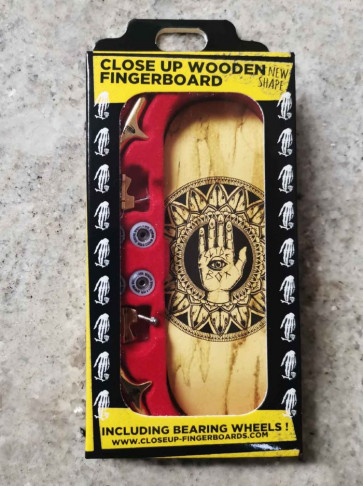 CLOSE UP WOODEN
FINGERBOARD
NEW
SHAPE
INCLUDING BEARING WHEELS !
WWW.CLOSEUP-FINGERBOARDS.COM